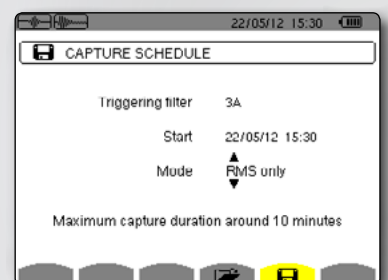 22/05/12 15:30
CAPTURE SCHEDULE
Triggering filter 3A
Start 22/05/12 15:30
Mode RMS only
Maximum capture duration around 10 minutes